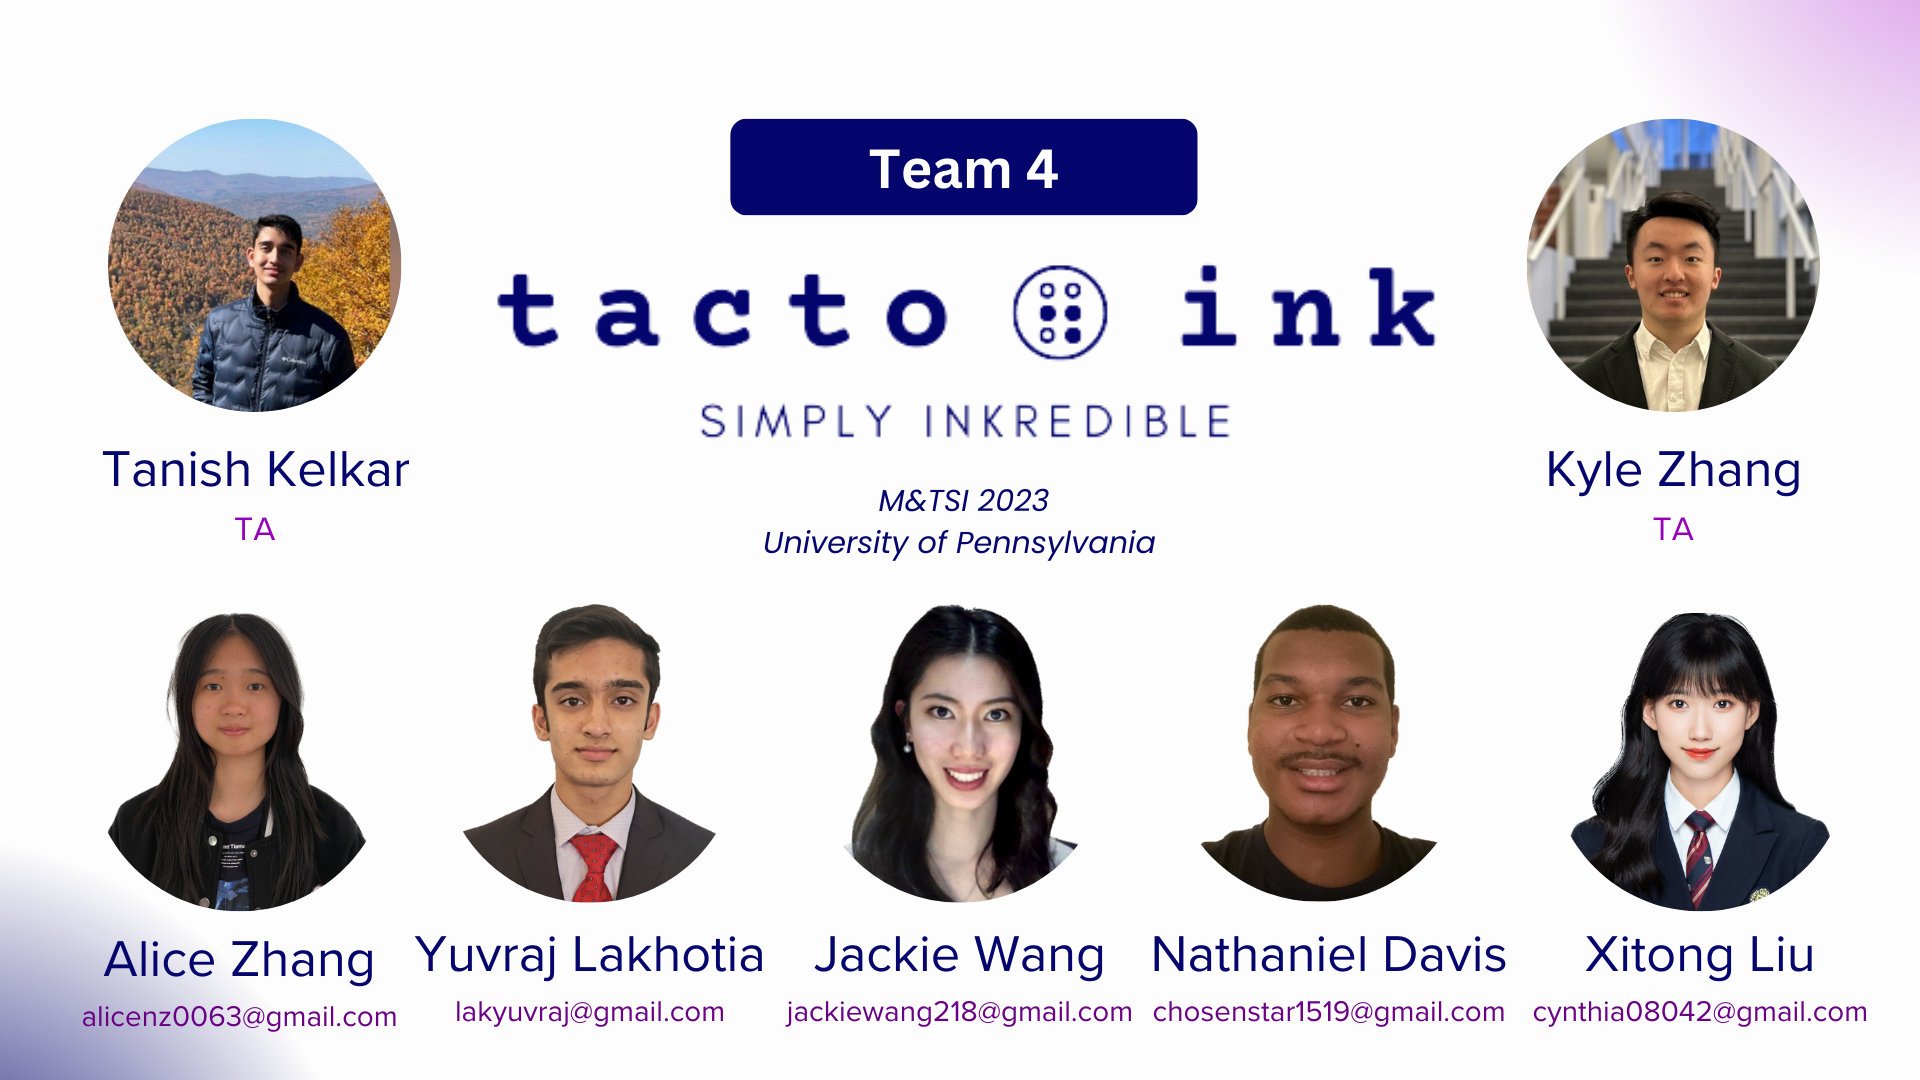 Team 4
tacto ink
SIMPLY INKREDIBLE
M&TSI 2023
University of Pennsylvania
Tanish Kelkar
TA
Kyle Zhang
TA
Columbia
Alice Zhang
alicenz0063@gmail.com
Yuvraj Lakhotia
lakyuvraj@gmail.com
Jackie Wang
jackiewang218@gmail.com
Nathaniel Davis
chosenstar1519@gmail.com
Xitong Liu
cynthia08042@gmail.com